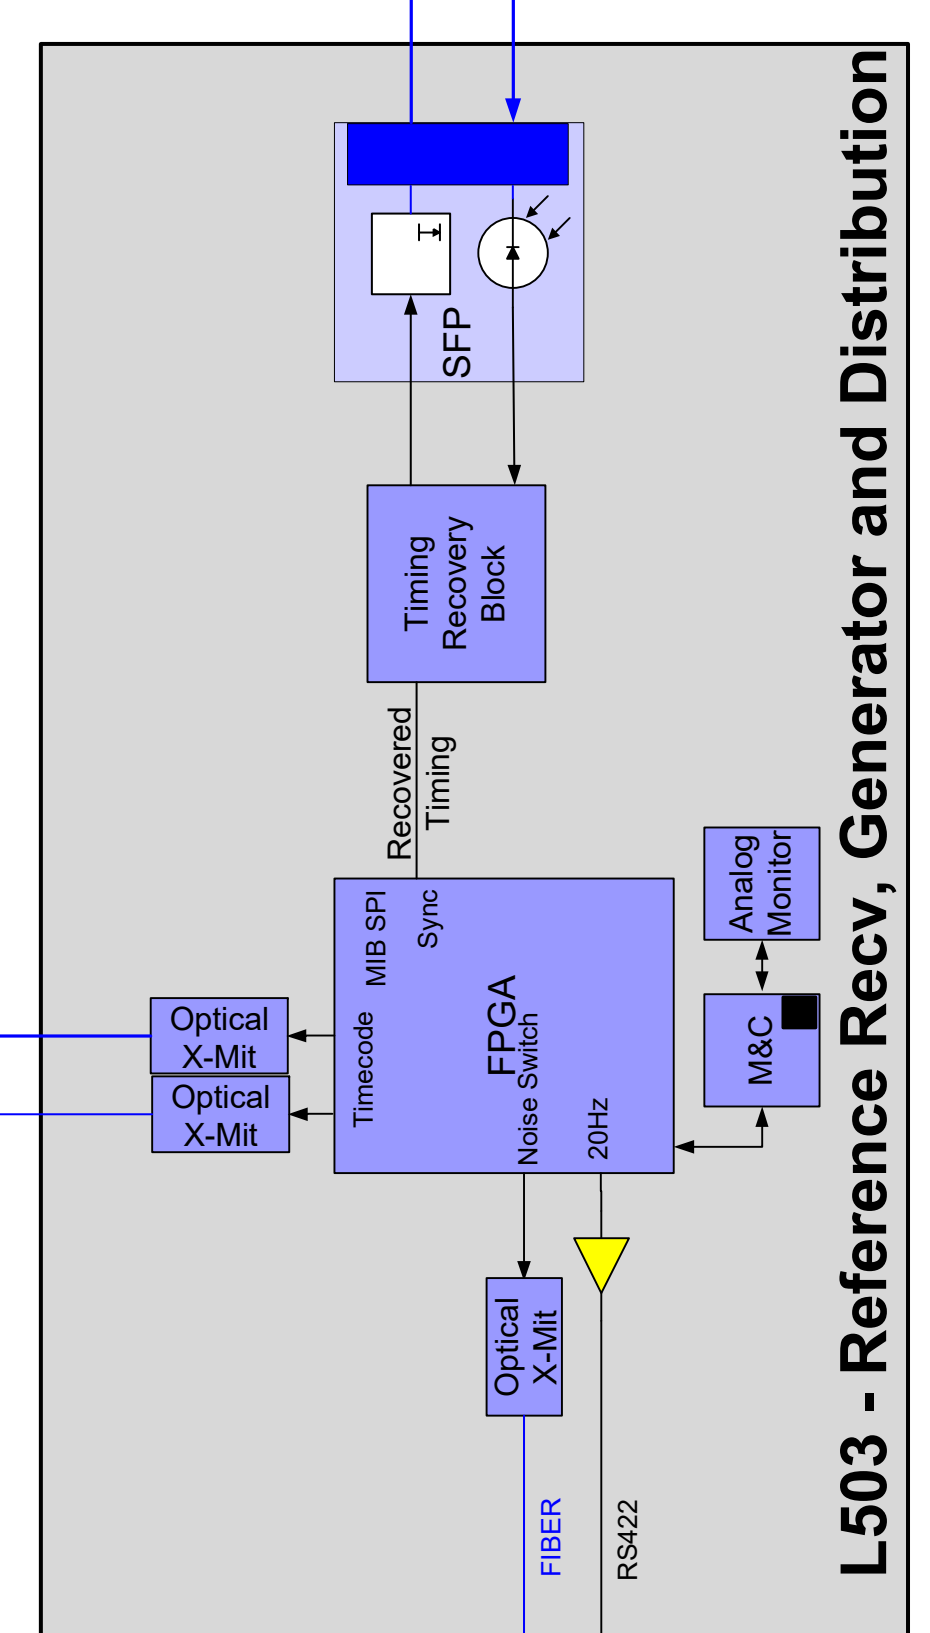 L503 - Reference Recv, Generator and Distribution
SFP
Timing
Recovery
Block
Recovered
Timing
MIB SPI
Sync
FPGA
Timecode
Noise Switch
20Hz
Analog
Monitor
M&C
Optical
X-Mit
Optical
X-Mit
Optical
X-Mit
FIBER
RS422